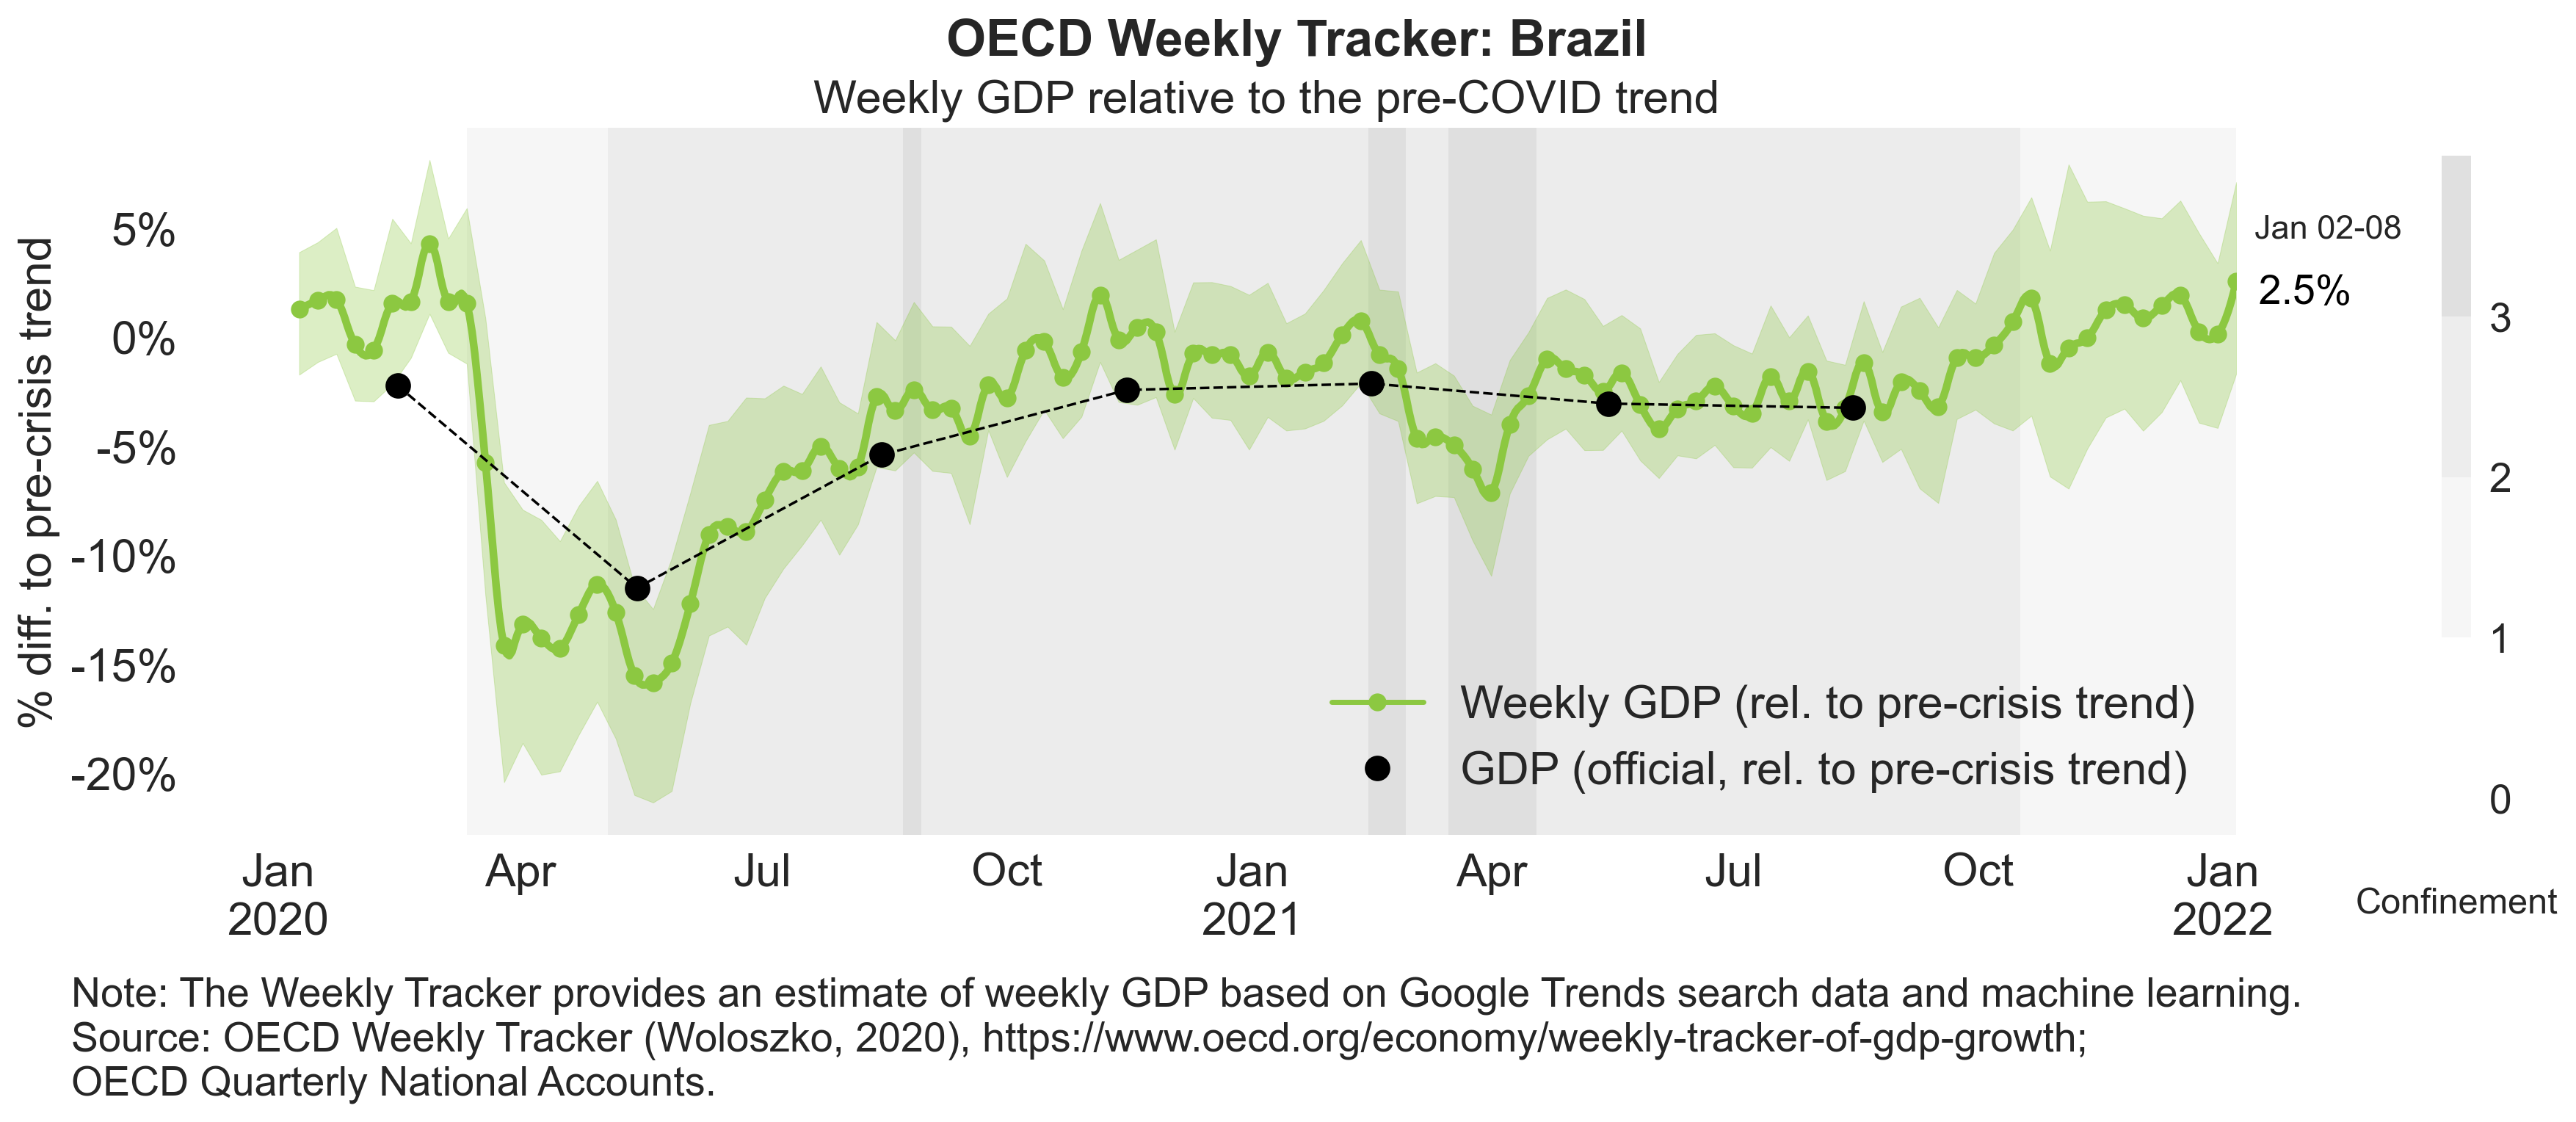 OECD Weekly Tracker: Brazil
Weekly GDP relative to the pre-COVID trend
% diff. to pre-crisis trend
5%
0%
-5%
-10%
-15%
-20%
Jan 02-08
2.5%
3
2
1
0
Confinement
Weekly GDP (rel. to pre-crisis trend)
GDP (official, rel. to pre-crisis trend)
Jan Apr Jul Oct Jan Apr Jul Oct Jan
2020 2021 2022
Note: The Weekly Tracker provides an estimate of weekly GDP based on Google Trends search data and machine learning.
Source: OECD Weekly Tracker (Woloszko, 2020), https://www.oecd.org/economy/weekly-tracker-of-gdp-growth;
OECD Quarterly National Accounts.